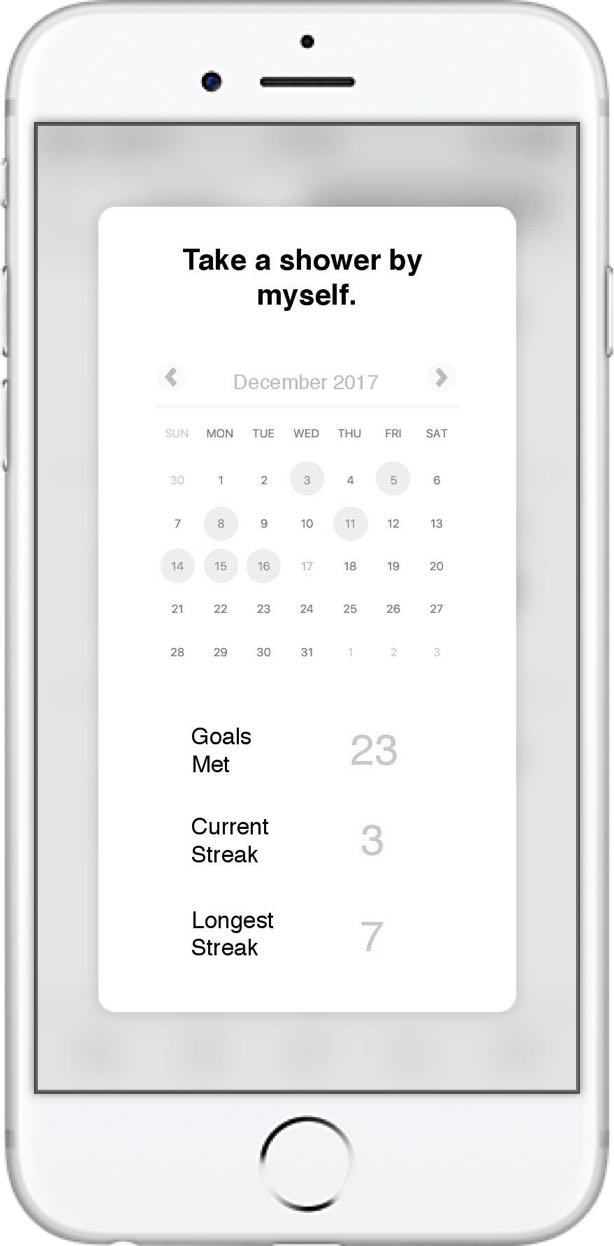 Take a shower by
myself.
December 2017
SUN MON TUE WED THU FRI SAT
30 1 2 3 4 5 6
7 8 9 10 11 12 13
14 15 16 17 18 19 20
21 22 23 24 25 26 27
28 29 30 31 1 2 3
Goals
Met
23
Current
Streak
3
Longest
Streak
7